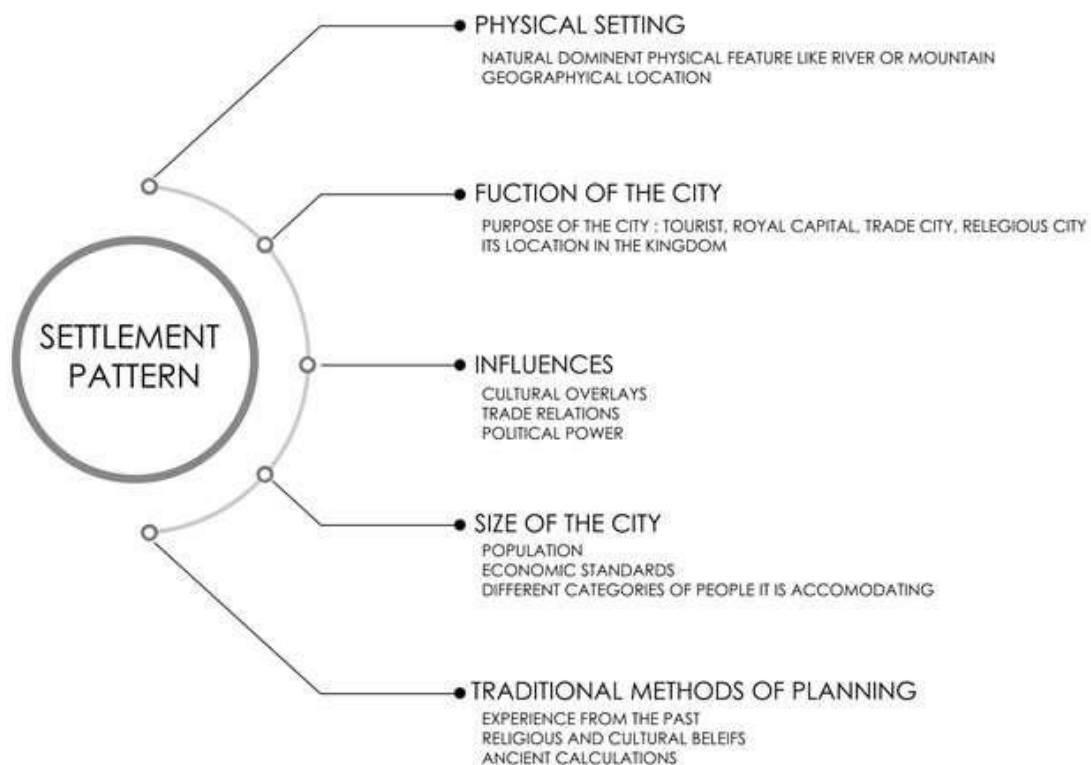 SETTLEMENT
PATTERN
PHYSICAL SETTING
NATURAL DOMINENT PHYSICAL FEATURE LIKE RIVER OR MOUNTAIN
GEOGRAPHYICAL LOCATION
FUCTION OF THE CITY
PURPOSE OF THE CITY : TOURIST, ROYAL CAPITAL, TRADE CITY, RELEGIOUS CITY
ITS LOCATION IN THE KINGDOM
INFLUENCES
CULTURAL OVERLAYS
TRADE RELATIONS
POLITICAL POWER
SIZE OF THE CITY
POPULATION
ECONOMIC STANDARDS
DIFFERENT CATEGORIES OF PEOPLE IT IS ACCOMODATING
TRADITIONAL METHODS OF PLANNING
EXPERIENCE FROM THE PAST
RELIGIOUS AND CULTURAL BELEIFS
ANCIENT CALCULATIONS